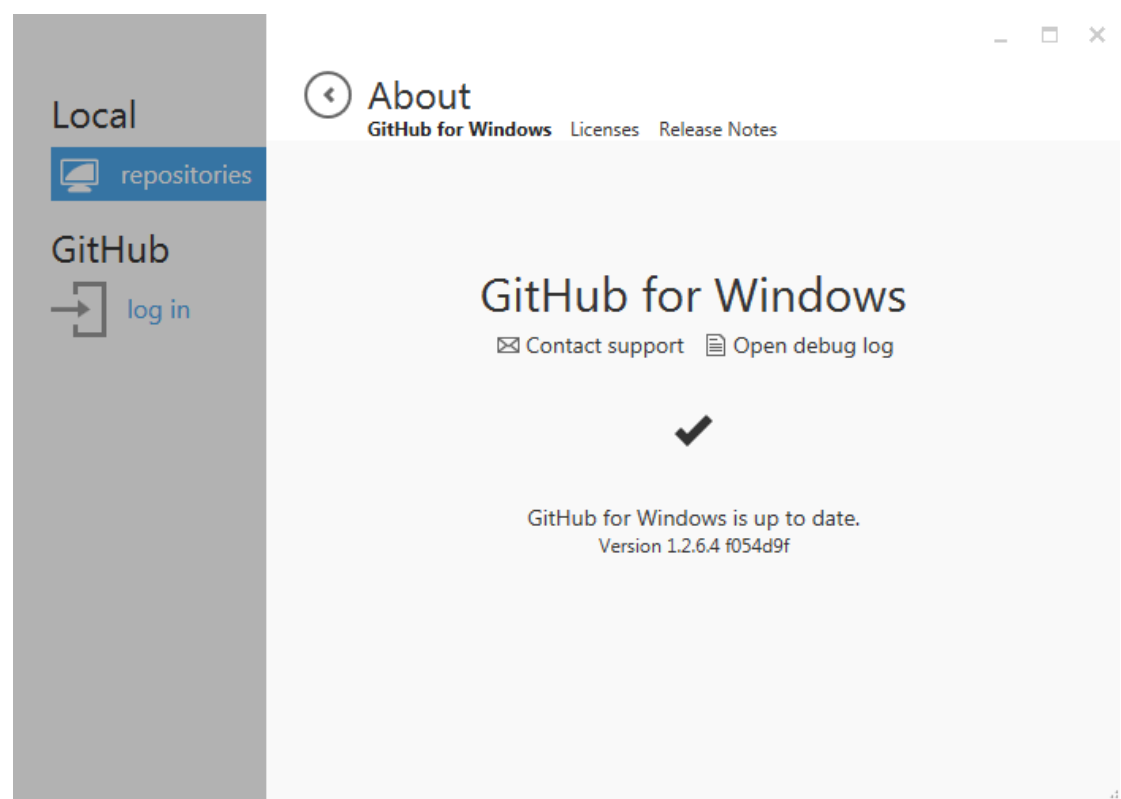 Local
repositories
GitHub
log in
About
GitHub for Windows Licenses Release Notes
GitHub for Windows
Contact support Open debug log
GitHub for Windows is up to date.
Version 1.2.6.4 f054d9f